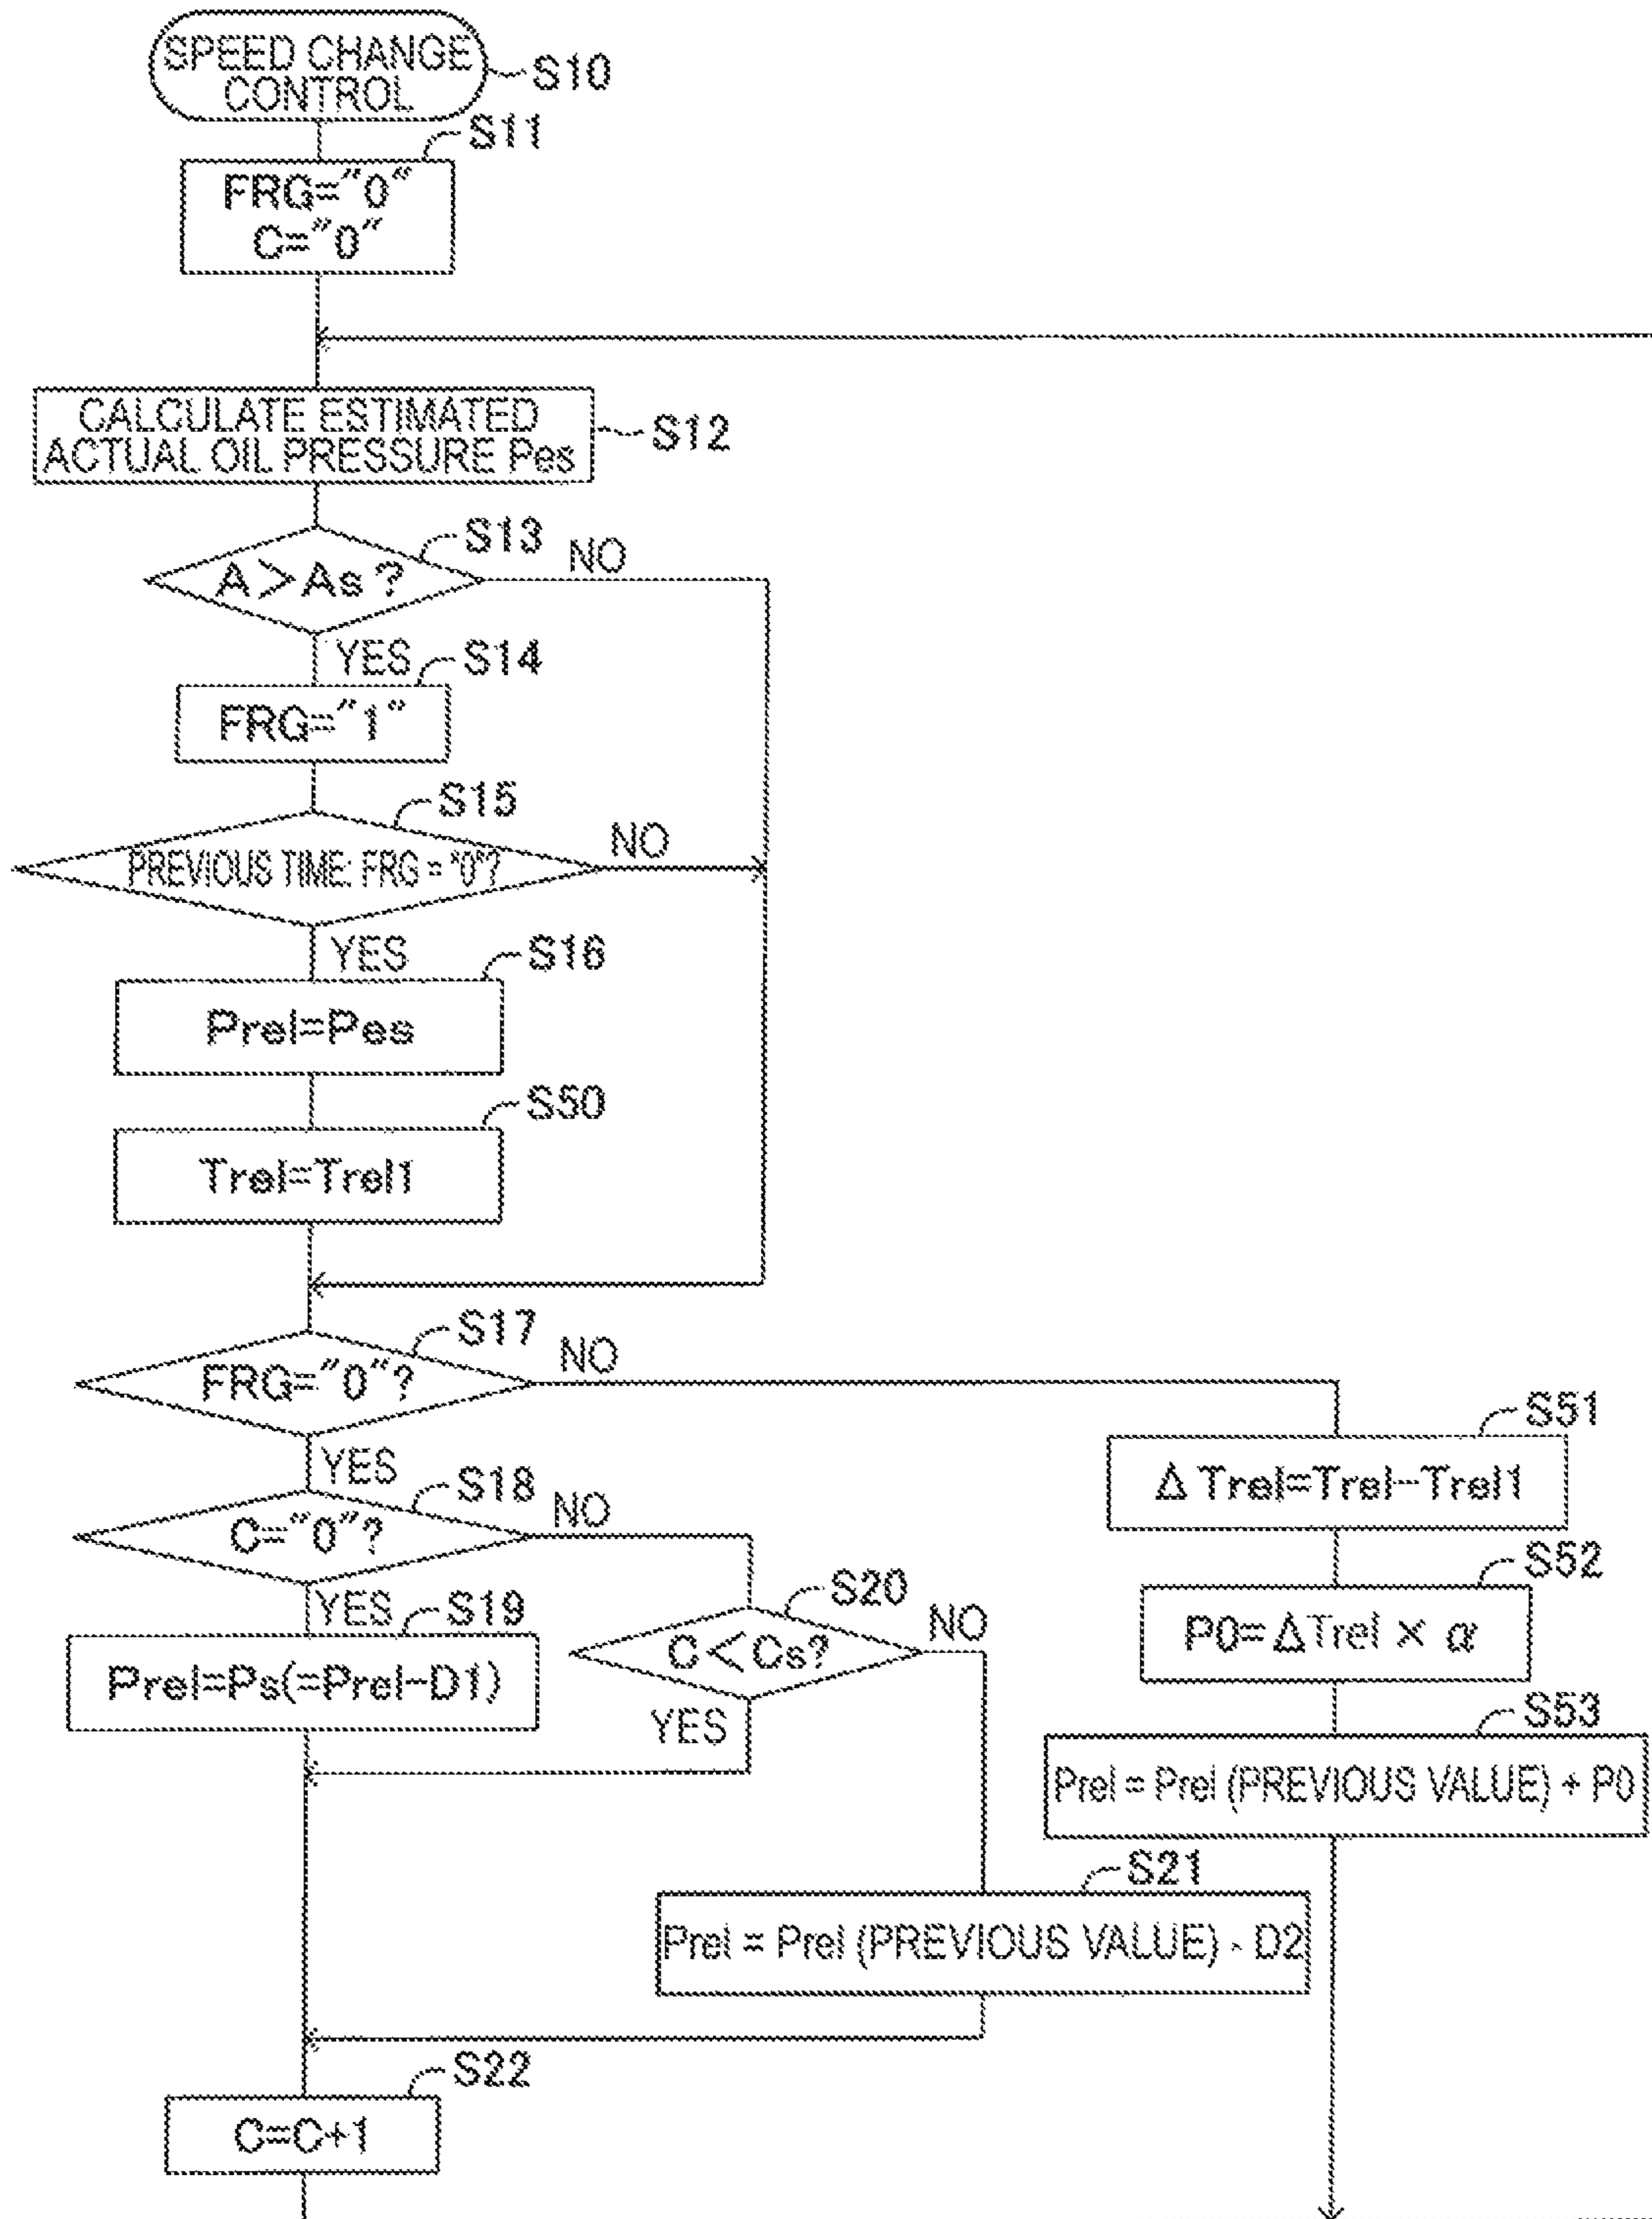 SPEED CHANGE
CONTROL
S10
S11
FRG="0"
C="0"
CALCULATE ESTIMATED
ACTUAL OIL PRESSURE Pes
S12
S13
A>As?
NO
YES
S14
FRG="1"
S15
PREVIOUS TIME: FRG = "0"?
NO
YES
S16
Prel=Pes
S50
Trel=Trel1
S17
FRG="0"?
NO
YES
S18
C="0"?
NO
YES
S19
Prel=Ps(=Prel-D1)
S20
C<Cs?
NO
YES
S21
Prel = Prel (PREVIOUS VALUE) - D2
S22
C=C+1
S51
Δ Trel=Trel-Trel1
S52
P0=ΔTrel × α
S53
Prel = Prel (PREVIOUS VALUE) + P0